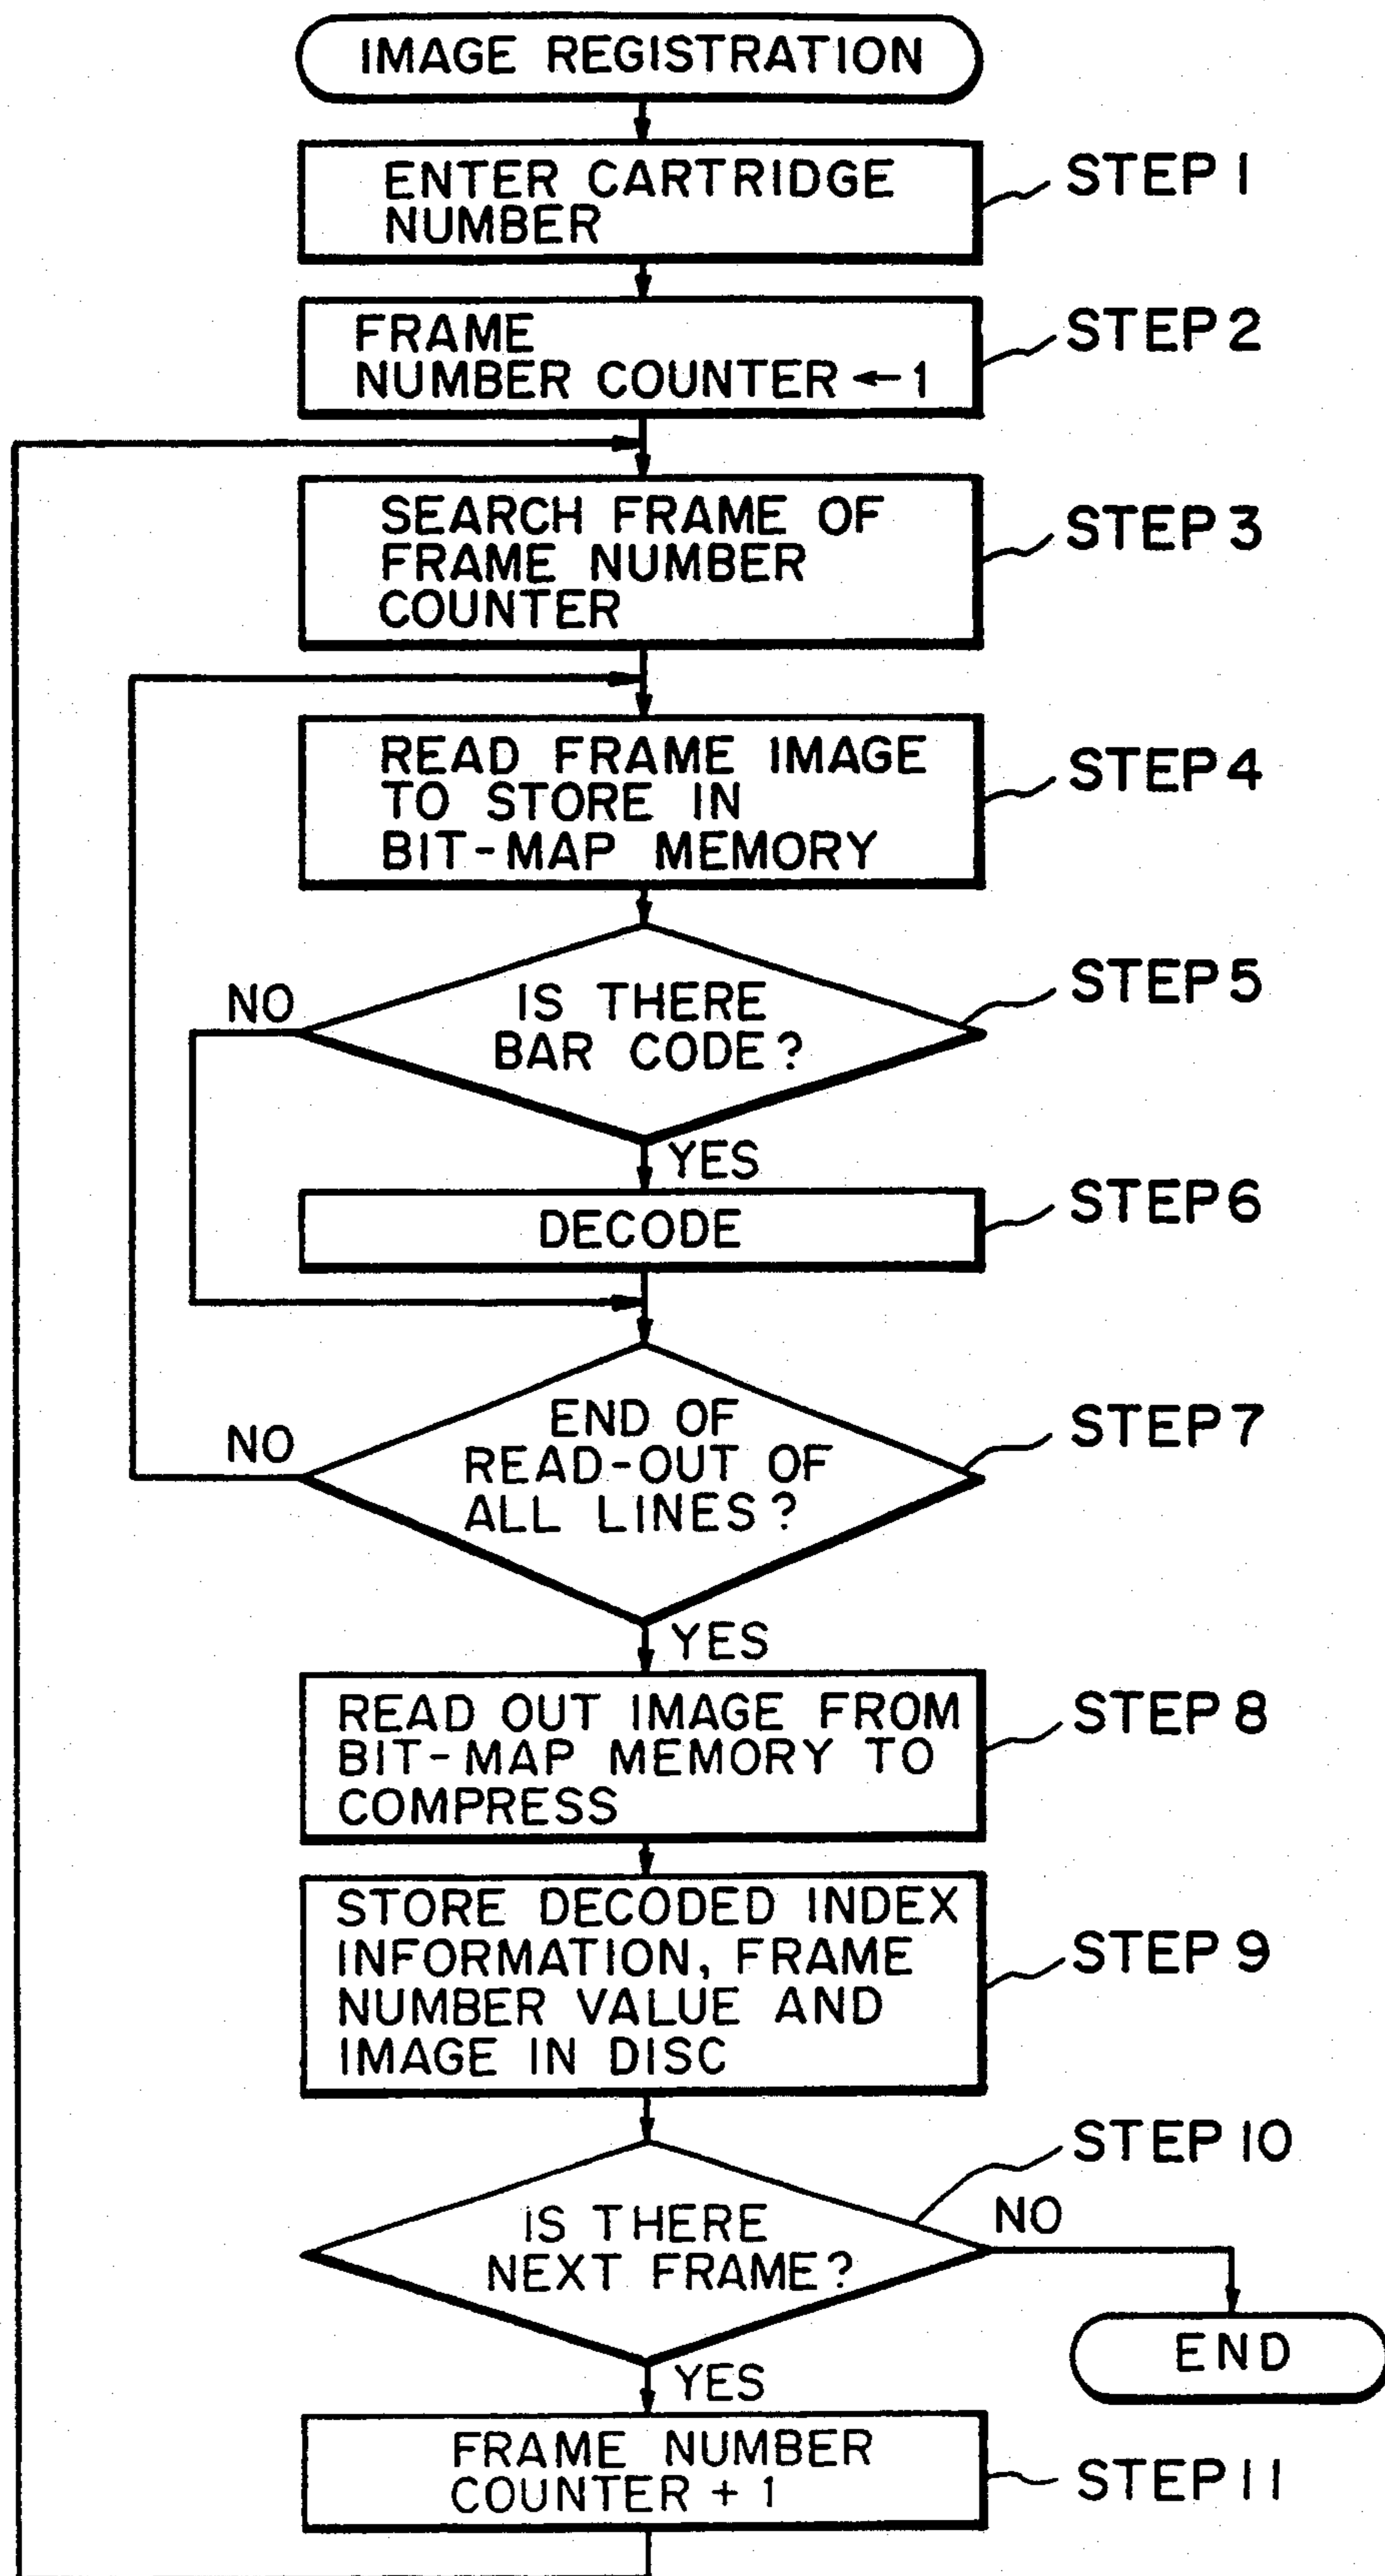 IMAGE REGISTRATION
ENTER CARTRIDGE
NUMBER
STEP 1
FRAME
NUMBER COUNTER ← 1
STEP 2
SEARCH FRAME OF
FRAME NUMBER
COUNTER
STEP 3
READ FRAME IMAGE
TO STORE IN
BIT-MAP MEMORY
STEP 4
IS THERE
BAR CODE?
STEP 5
NO
YES
DECODE
STEP 6
END OF
READ-OUT OF
ALL LINES?
STEP 7
NO
YES
READ OUT IMAGE FROM
BIT-MAP MEMORY TO
COMPRESS
STEP 8
STORE DECODED INDEX
INFORMATION, FRAME
NUMBER VALUE AND
IMAGE IN DISC
STEP 9
IS THERE
NEXT FRAME?
STEP 10
NO
END
YES
FRAME NUMBER
COUNTER + 1
STEP 11